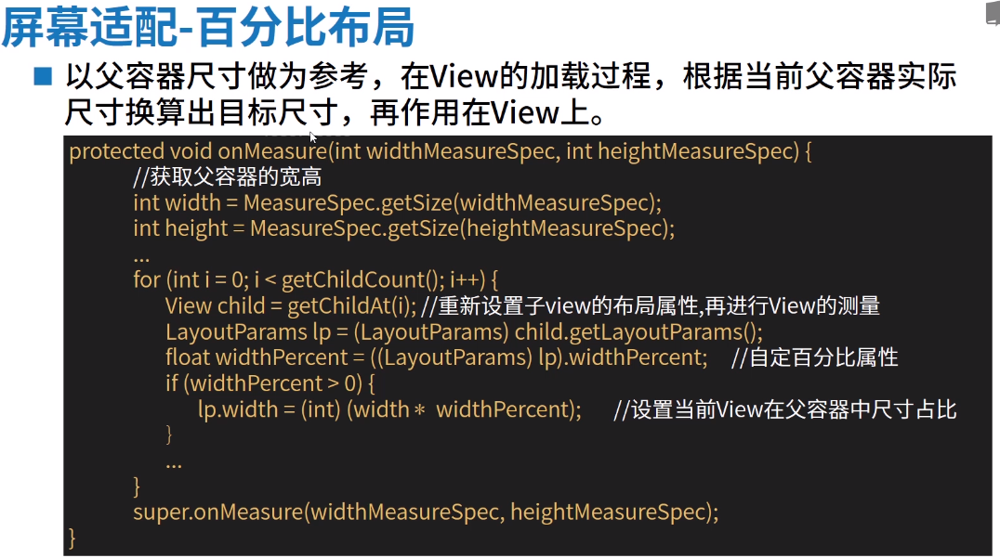 屏幕适配-百分比布局
以父容器尺寸做为参考，在View的加载过程，根据当前父容器实际
尺寸换算出目标尺寸，再作用在View上。
protected void onMeasure(int widthMeasureSpec, int heightMeasureSpec) {
//获取父容器的宽高
int width = MeasureSpec.getSize(widthMeasureSpec);
int height = MeasureSpec.getSize(heightMeasureSpec);
...
for (int i = 0; i < getChildCount(); i++) {
View child = getChildAt(i); //重新设置子view的布局属性,再进行View的测量
LayoutParams lp = (LayoutParams) child.getLayoutParams();
float widthPercent = ((LayoutParams) lp).widthPercent; //自定百分比属性
if (widthPercent > 0) {
lp.width = (int) (width * widthPercent); //设置当前View在父容器中尺寸占比
}
...
}
super.onMeasure(widthMeasureSpec, heightMeasureSpec);
}